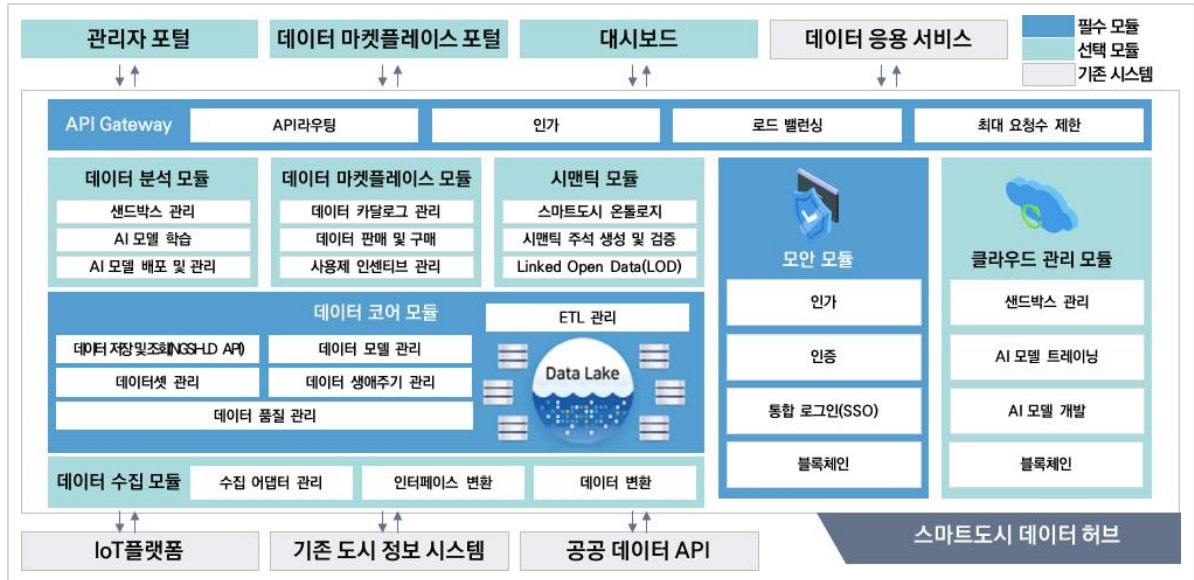 관리자 포털
데이터 마켓플레이스 포털
대시보드
데이터 응용 서비스
필수 모듈
선택 모듈
기존 시스템
API Gateway
API라우팅
인가
로드 밸런싱
최대 요청수 제한
데이터 분석 모듈
샌드박스 관리
AI 모델 학습
AI 모델 배포 및 관리
데이터 마켓플레이스 모듈
데이터 카달로그 관리
데이터 판매 및 구매
사용제 인센티브 관리
시맨틱 모듈
스마트도시 온톨로지
시맨틱 주석 생성 및 검증
Linked Open Data(LOD)
모안 모듈
인가
인증
통합 로그인(SSO)
블록체인
클라우드 관리 모듈
샌드박스 관리
AI 모델 트레이닝
AI 모델 개발
블록체인
데이터 코어 모듈
ETL 관리
데이터 저장및조회(NGSI-LD API)
데이터 모델 관리
데이터셋 관리
데이터 생애주기 관리
데이터 품질 관리
Data Lake
데이터 수집 모듈
수집 어댑터 관리
인터페이스 변환
데이터 변환
IoT플랫폼
기존 도시 정보 시스템
공공 데이터 API
스마트도시 데이터 허브